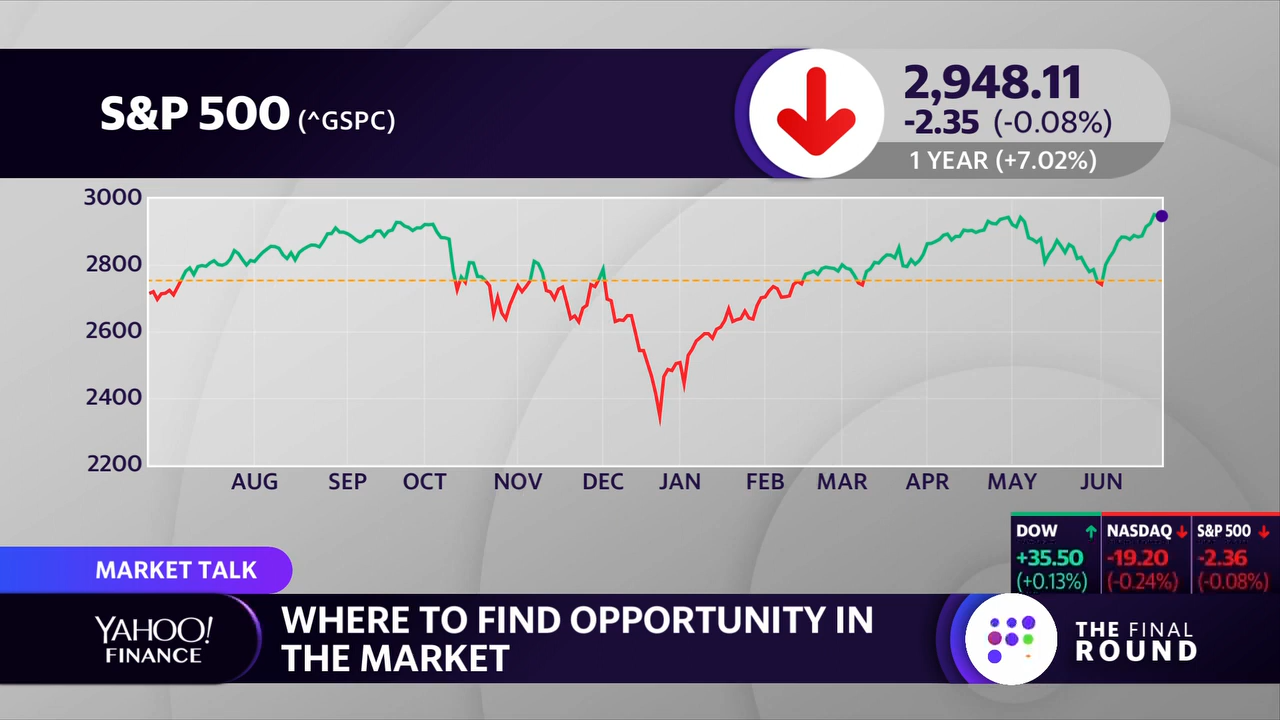 S&P 500 (^GSPC)
2,948.11
-2.35 (-0.08%)
1 YEAR (+7.02%)
3000
2800
2600
2400
2200
AUG SEP OCT NOV DEC JAN FEB MAR APR MAY JUN
DOW NASDAQ S&P 500
+35.50 -19.20 -2.36
(+0.13%) (-0.24%) (-0.08%)
MARKET TALK
YAHOO!
FINANCE
WHERE TO FIND OPPORTUNITY IN
THE MARKET
THE FINAL
ROUND